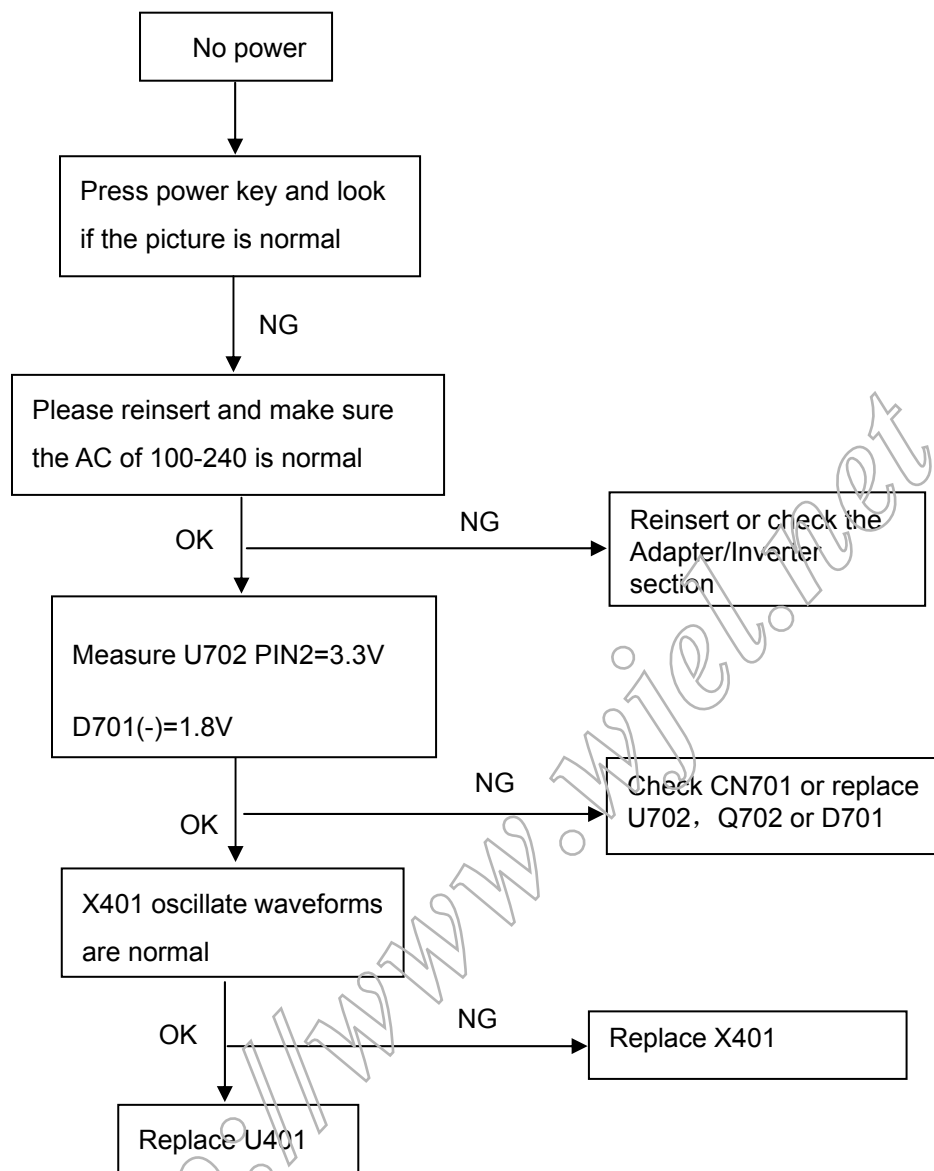 No power
Press power key and look
if the picture is normal
NG
Please reinsert and make sure
the AC of 100-240 is normal
OK
NG
Reinsert or check the
Adapter/Inverter
section
Measure U702 PIN2=3.3V
D701(-)=1.8V
OK
NG
Check CN701 or replace
U702，Q702 or D701
X401 oscillate waveforms
are normal
OK
NG
Replace X401
Replace U401
://www.wjel.net